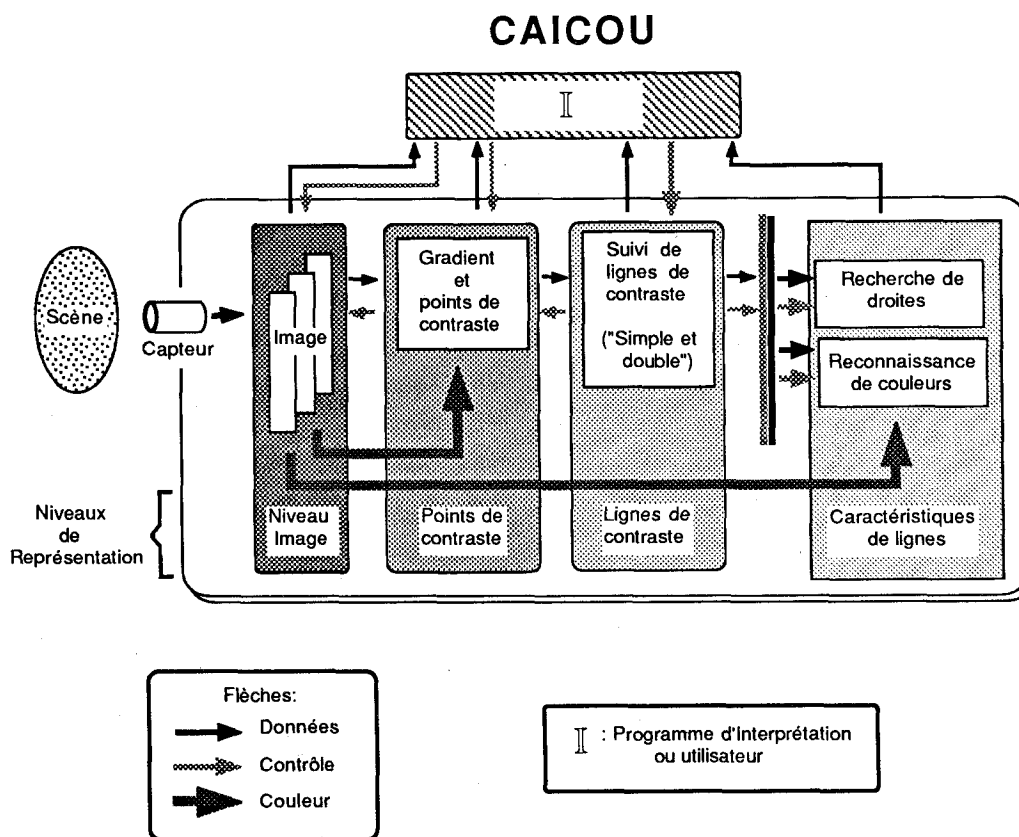 CAICOU
I
Scène
Capteur
Image
Gradient
et
points de
contraste
Suivi de
lignes de
contraste
("Simple et
double")
Recherche de
droites
Reconnaissance
de couleurs
Niveaux
de
Représentation
Niveau
Image
Points de
contraste
Lignes de
contraste
Caractéristiques
de lignes
Flèches:
Données
Contrôle
Couleur
I : Programme d'Interprétation
ou utilisateur